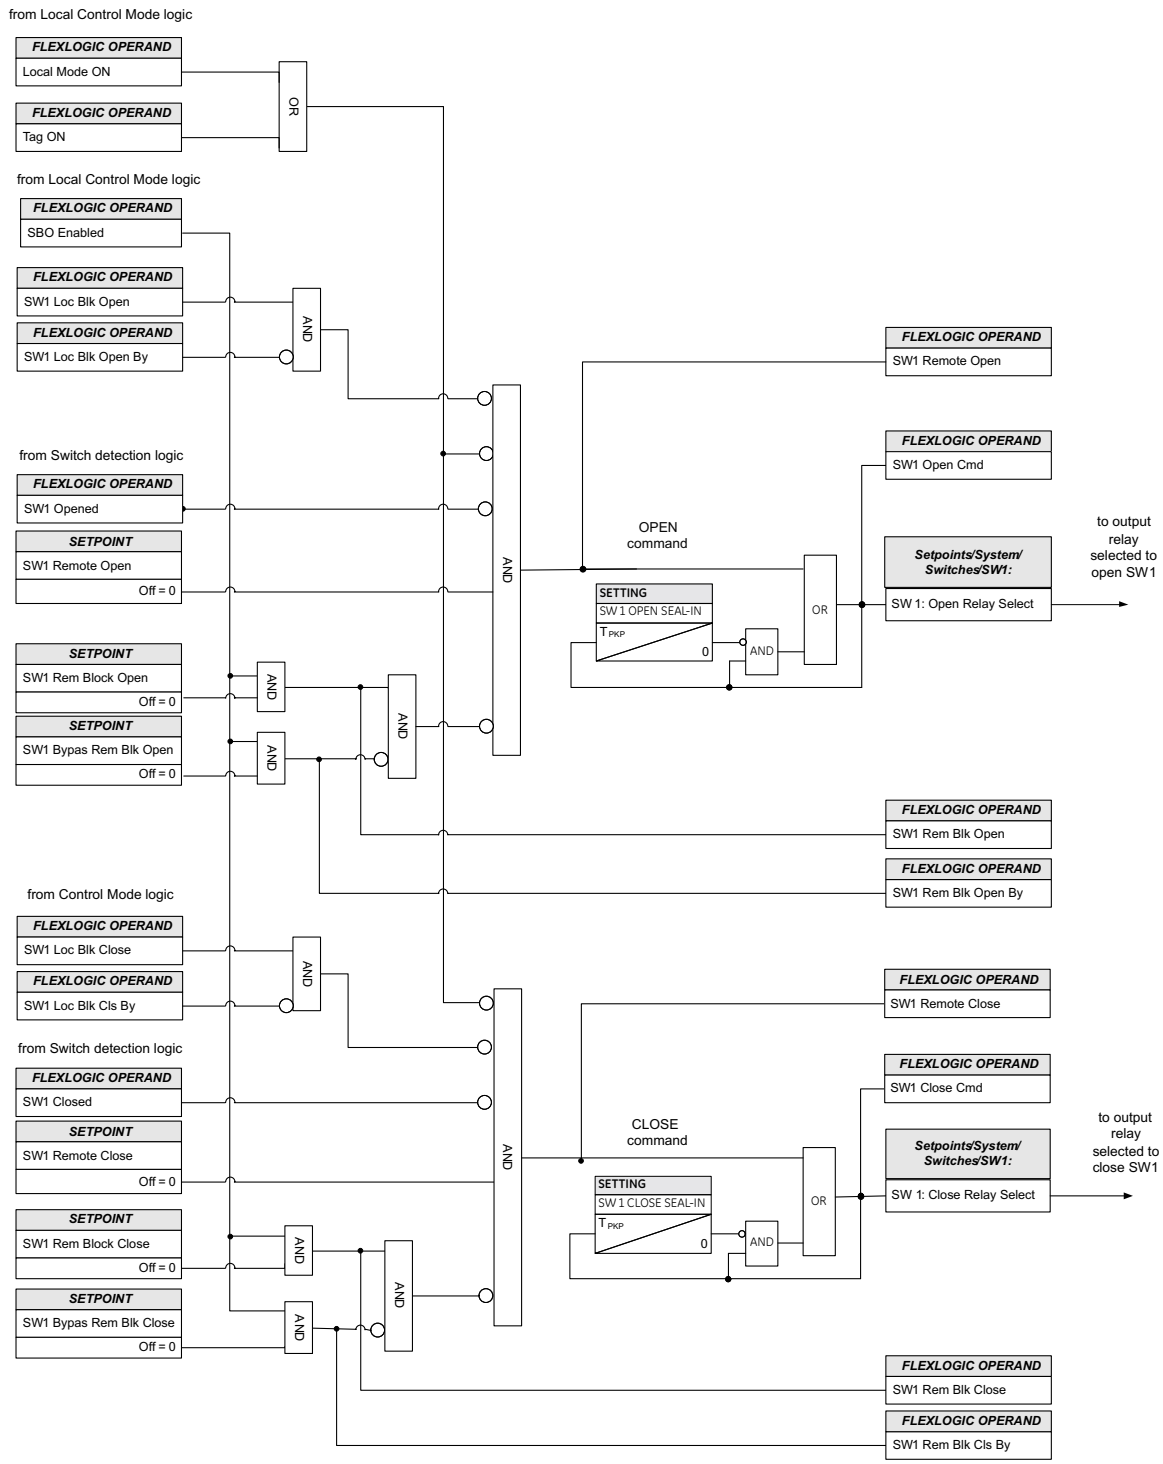 from Local Control Mode logic
FLEXLOGIC OPERAND
Local Mode ON
FLEXLOGIC OPERAND
Tag ON
OR
from Local Control Mode logic
FLEXLOGIC OPERAND
SBO Enabled
FLEXLOGIC OPERAND
SW1 Loc Blk Open
FLEXLOGIC OPERAND
SW1 Loc Blk Open By
AND
from Switch detection logic
FLEXLOGIC OPERAND
SW1 Opened
SETPOINT
SW1 Remote Open
Off = 0
SETPOINT
SW1 Rem Block Open
Off = 0
SETPOINT
SW1 Bypas Rem Blk Open
Off = 0
AND
AND
AND
AND
OPEN
command
SETTING
SW 1 OPEN SEAL-IN
T PKP
0
AND
OR
FLEXLOGIC OPERAND
SW1 Remote Open
FLEXLOGIC OPERAND
SW1 Open Cmd
Setpoints/System/
Switches/SW1:
SW 1: Open Relay Select
to output
relay
selected to
open SW1
FLEXLOGIC OPERAND
SW1 Rem Blk Open
FLEXLOGIC OPERAND
SW1 Rem Blk Open By
from Control Mode logic
FLEXLOGIC OPERAND
SW1 Loc Blk Close
FLEXLOGIC OPERAND
SW1 Loc Blk Cls By
AND
from Switch detection logic
FLEXLOGIC OPERAND
SW1 Closed
SETPOINT
SW1 Remote Close
Off = 0
SETPOINT
SW1 Rem Block Close
Off = 0
SETPOINT
SW1 Bypas Rem Blk Close
Off = 0
AND
AND
AND
AND
CLOSE
command
SETTING
SW 1 CLOSE SEAL-IN
T PKP
0
AND
OR
FLEXLOGIC OPERAND
SW1 Remote Close
FLEXLOGIC OPERAND
SW1 Close Cmd
Setpoints/System/
Switches/SW1:
SW 1: Close Relay Select
to output
relay
selected to
close SW1
FLEXLOGIC OPERAND
SW1 Rem Blk Close
FLEXLOGIC OPERAND
SW1 Rem Blk Cls By